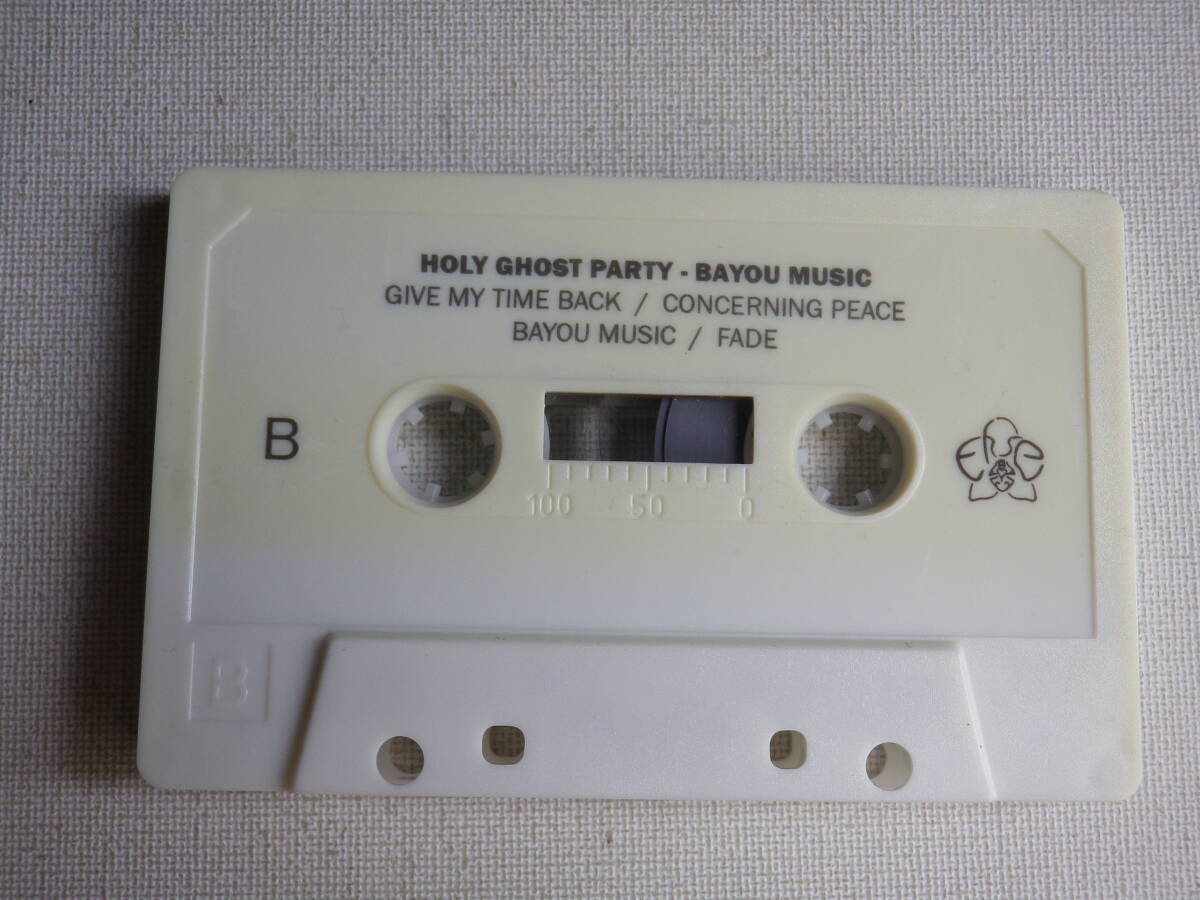 HOLY GHOST PARTY - BAYOU MUSIC
GIVE MY TIME BACK / CONCERNING PEACE
BAYOU MUSIC / FADE
B
100 50 0
B